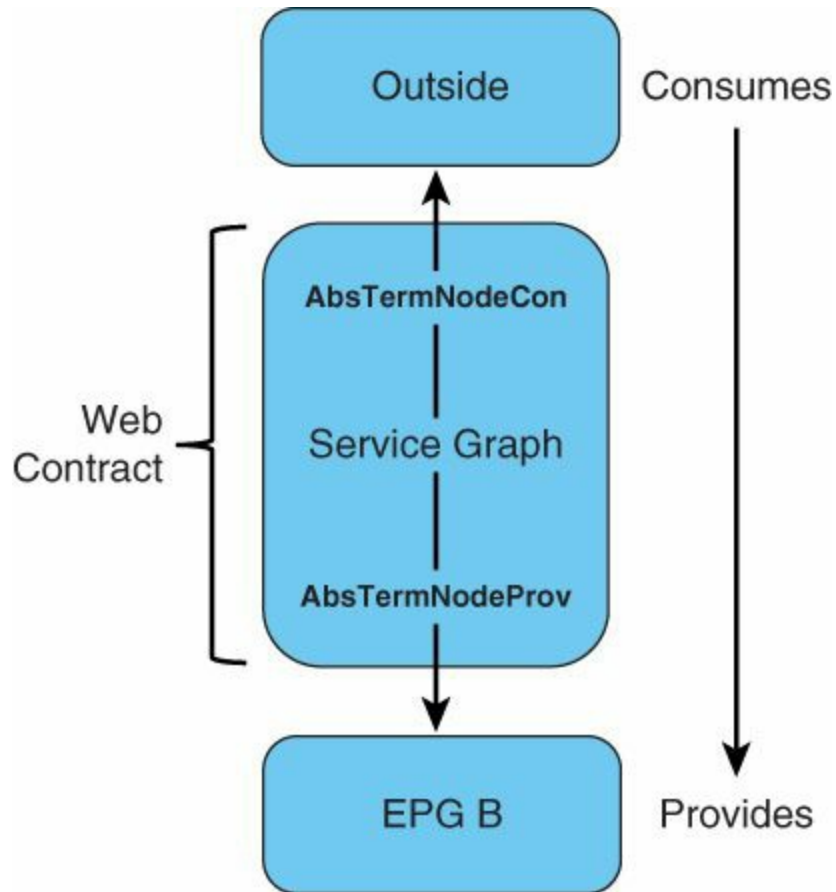 Outside
Consumes
AbsTermNodeCon
Web
Contract
Service Graph
AbsTermNodeProv
EPG B
Provides